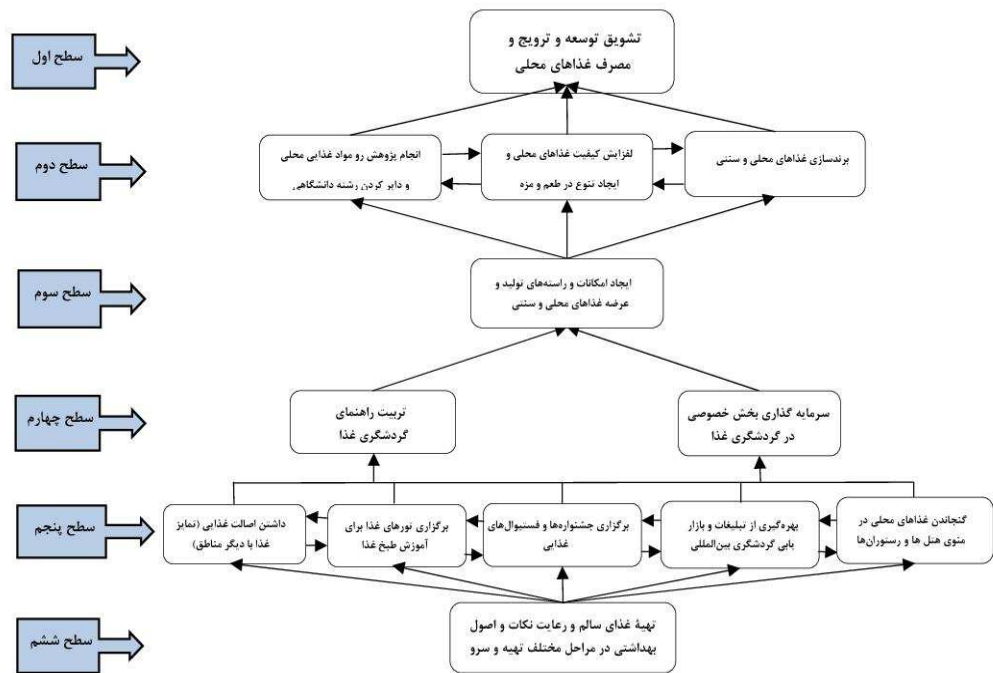 سطح اول
تشویق توسعه و ترویج و
مصرف غذاهای محلی
سطح دوم
برندسازی غذاهای محلی و سنتی
لفزایش کیفیت غذاهای محلی و
ایجاد تنوع در طعم و مزه
انجام پژوهش رو مواد غذایی محلی
و دایر کردن رشته دانشگاهی
سطح سوم
ایجاد امکانات و راسته‌های تولید و
عرضه غذاهای محلی و سنتی
سطح چهارم
سرمایه گذاری بخش خصوصی
در گردشگری غذا
تربیت راهنمای
گردشگری غذا
سطح پنجم
گنجاندن غذاهای محلی در
منوی هتل ها و رستوران‌ها
بهره‌گیری از تبلیغات و بازار
یابی گردشگری بین‌المللی
برگزاری جشنواره‌ها و فستیوال‌های
غذایی
برگزاری تورهای غذا برای
آموزش طبخ غذا
داشتن اصالت غذایی (تمایز
غذا با دیگر مناطق)
سطح ششم
تهیهٔ غذای سالم و رعایت نکات و اصول
بهداشتی در مراحل مختلف تهیه و سرو